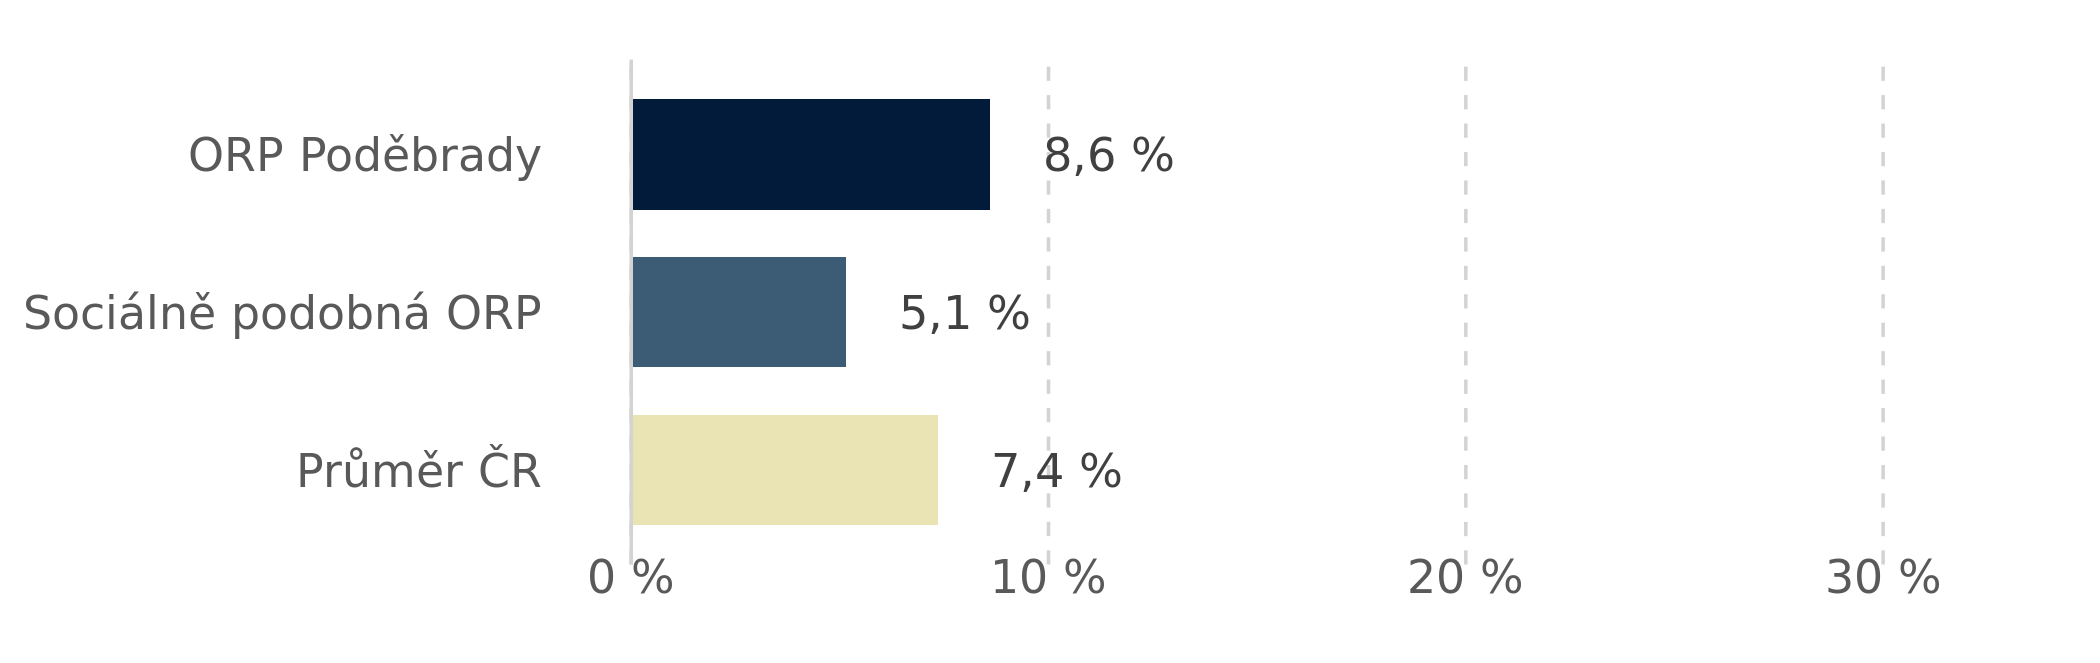 ORP Poděbrady
8,6 %
Sociálně podobná ORP
5,1 %
Průměr ČR
7,4 %
0 %
10 %
20 %
30 %